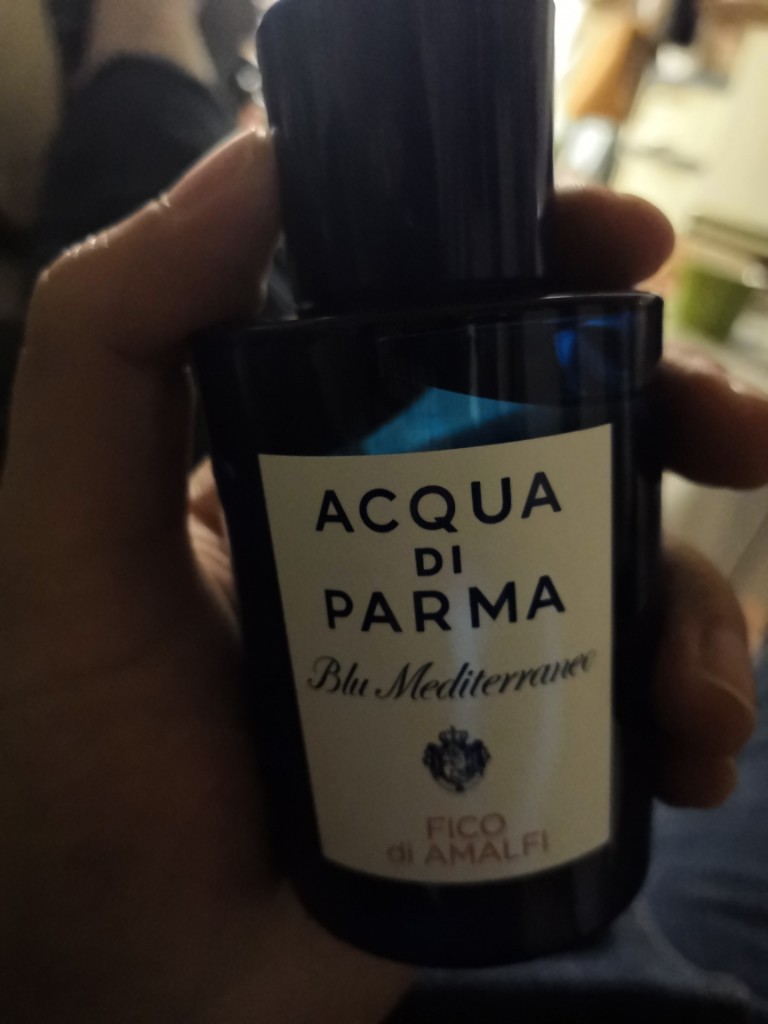 ACQUA
DI
PARMA
Blu Mediterraneo
FICO
di AMALFI